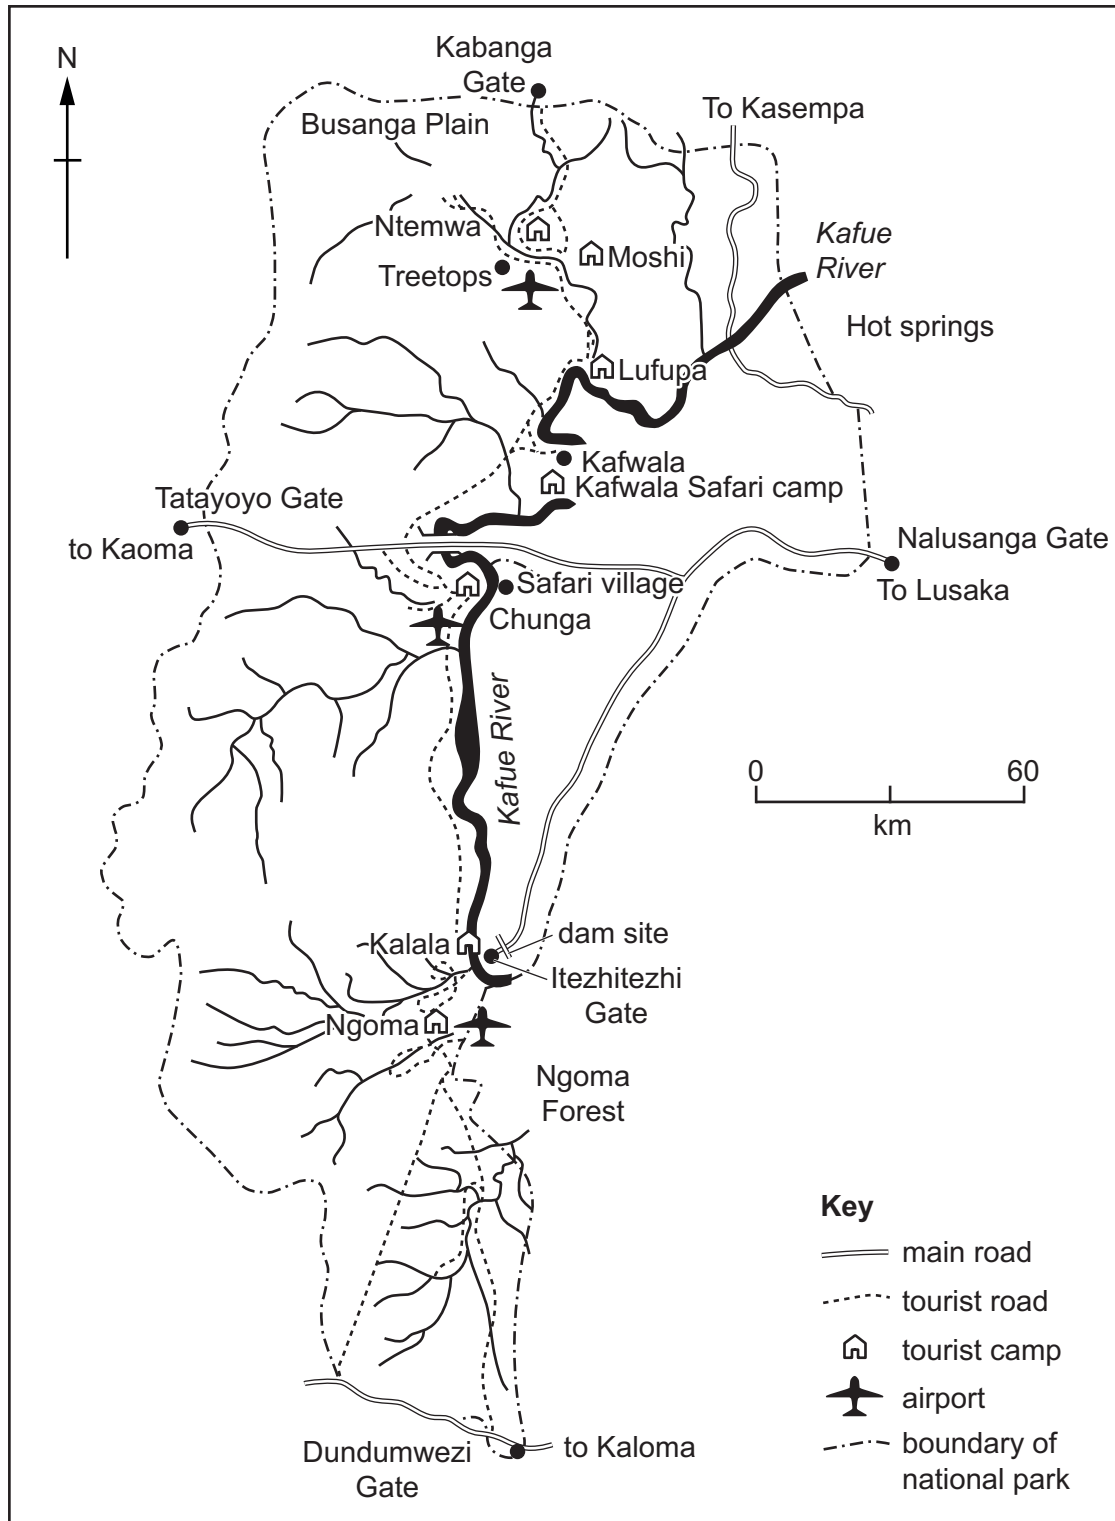 N
Kabanga
Gate
To Kasempa
Busanga Plain
Kafue
River
Ntemwa
Moshi
Treetops
Hot springs
Lufupa
Kafwala
Kafwala Safari camp
Tatayoyo Gate
to Kaoma
Nalusanga Gate
To Lusaka
Safari village
Chunga
Kafue River
0 60
km
Kalala
dam site
Itezhitezhi
Gate
Ngoma
Ngoma
Forest
Key
main road
tourist road
tourist camp
airport
boundary of
national park
to Kaloma
Dundumwezi
Gate